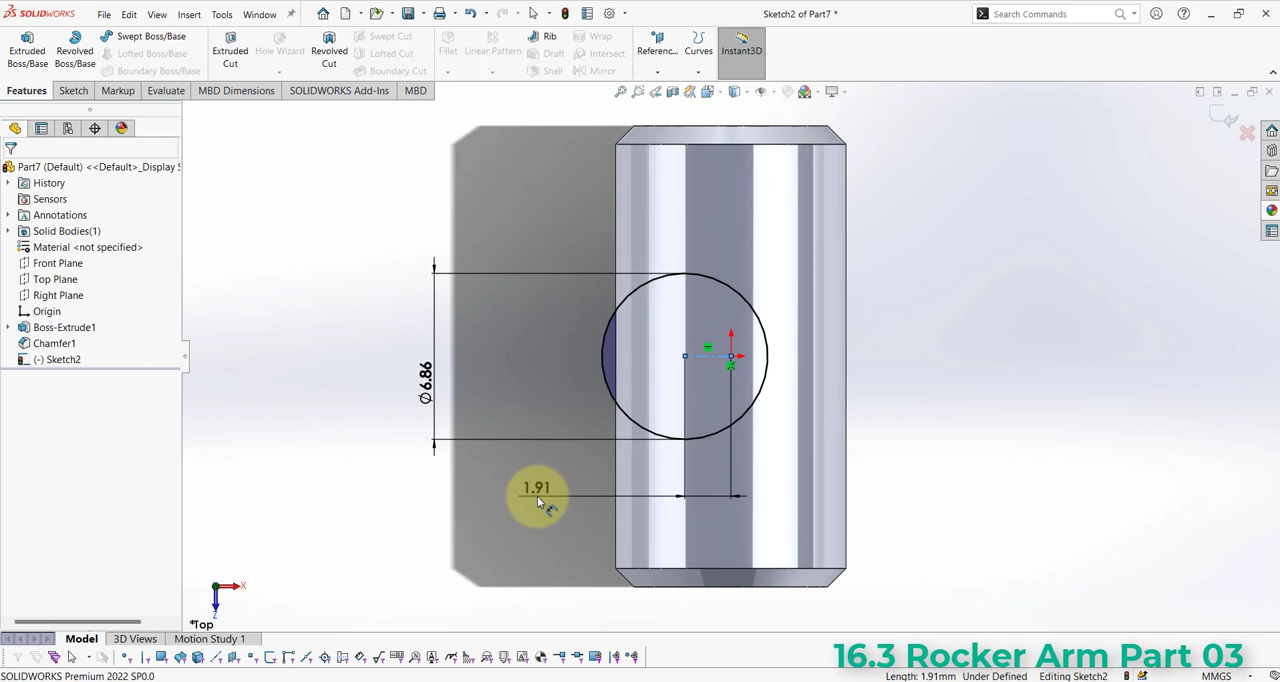 SOLIDWORKS
File Edit View Insert Tools Window
Sketch2 of Part7 *
Search Commands
Extruded Boss/Base
Revolved Boss/Base
Swept Boss/Base
Lofted Boss/Base
Boundary Boss/Base
Extruded Cut
Hole Wizard
Revolved Cut
Swept Cut
Lofted Cut
Boundary Cut
Fillet
Linear Pattern
Rib
Draft
Shell
Wrap
Intersect
Mirror
Referenc...
Curves
Instant3D
Features Sketch Markup Evaluate MBD Dimensions SOLIDWORKS Add-Ins MBD
Part7 (Default) <<Default>_Display S
History
Sensors
Annotations
Solid Bodies(1)
Material <not specified>
Front Plane
Top Plane
Right Plane
Origin
Boss-Extrude1
Chamfer1
(-) Sketch2
Ø6.86
1.91
X
Z
*Top
Model 3D Views Motion Study 1
16.3 Rocker Arm Part 03
SOLIDWORKS Premium 2022 SP0.0
Length: 1.91mm Under Defined Editing Sketch2 MMGS